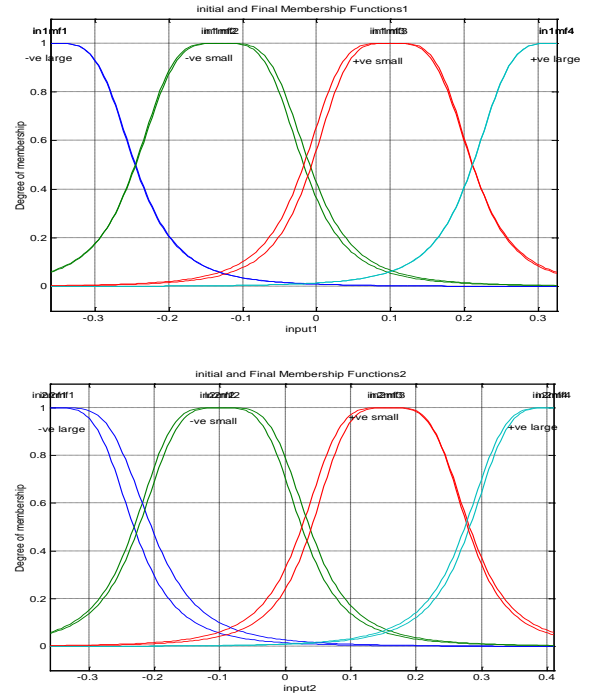 initial and Final Membership Functions1
in1mf1 in1mf2 in1mf3 in1mf4
-ve large -ve small +ve small +ve large
1
0.8
0.6
0.4
0.2
0
Degree of membership
-0.3 -0.2 -0.1 0 0.1 0.2 0.3
input1
initial and Final Membership Functions2
-ve large -ve small +ve small +ve large
1
0.8
0.6
0.4
0.2
0
Degree of membership
-0.3 -0.2 -0.1 0 0.1 0.2 0.3 0.4
input2